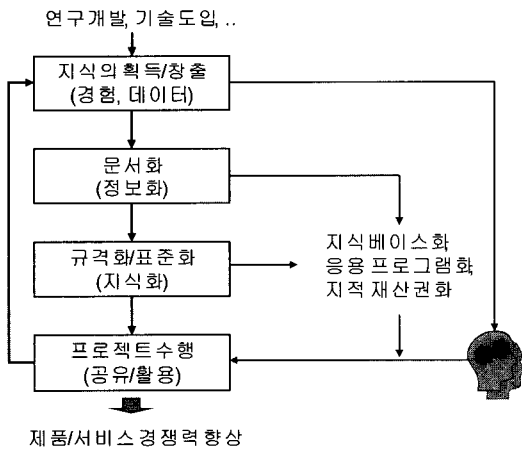 연구개발, 기술도입, ..
지식의 획득/창출
(경험, 데이터)
문서화
(정보화)
규격화/표준화
(지식화)
지식베이스화,
응용프로그램화,
지적재산권화
프로젝트수행
(공유/활용)
제품/서비스 경쟁력 향상